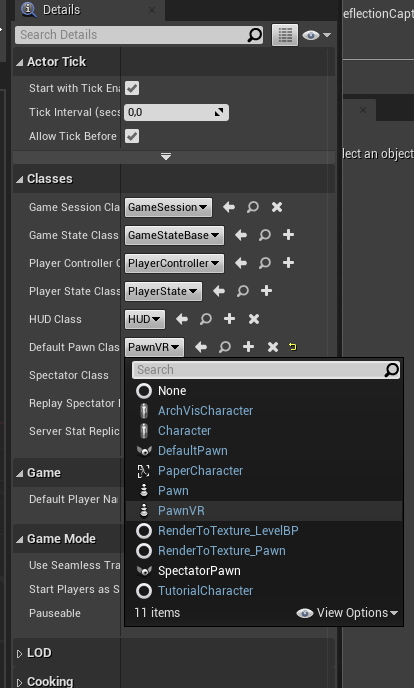 Details
eflectionCapt
Search Details
Actor Tick
Start with Tick Ena
Tick Interval (secs
0,0
Allow Tick Before
lect an object
Classes
Game Session Cla
GameSession
Game State Class
GameStateBase
Player Controller C
PlayerController
Player State Class
PlayerState
HUD Class
HUD
Default Pawn Class
PawnVR
Spectator Class
Replay Spectator
Server Stat Replic
Search
None
ArchVisCharacter
Character
DefaultPawn
PaperCharacter
Pawn
PawnVR
RenderToTexture_LevelBP
RenderToTexture_Pawn
SpectatorPawn
TutorialCharacter
11 items
View Options
Game
Default Player Na
Game Mode
Use Seamless Tra
Start Players as S
Pauseable
LOD
Cooking